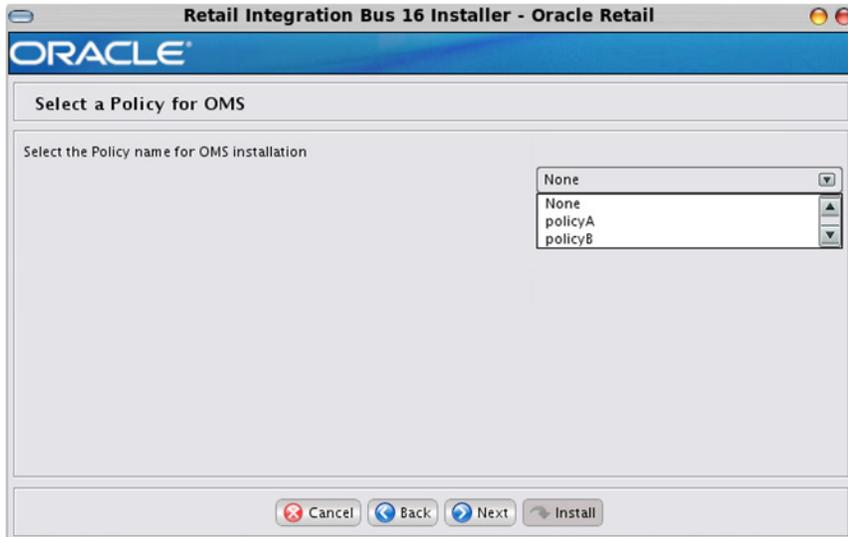 Retail Integration Bus 16 Installer - Oracle Retail
ORACLE®
Select a Policy for OMS
Select the Policy name for OMS installation
None
None
policyA
policyB
Cancel Back Next Install